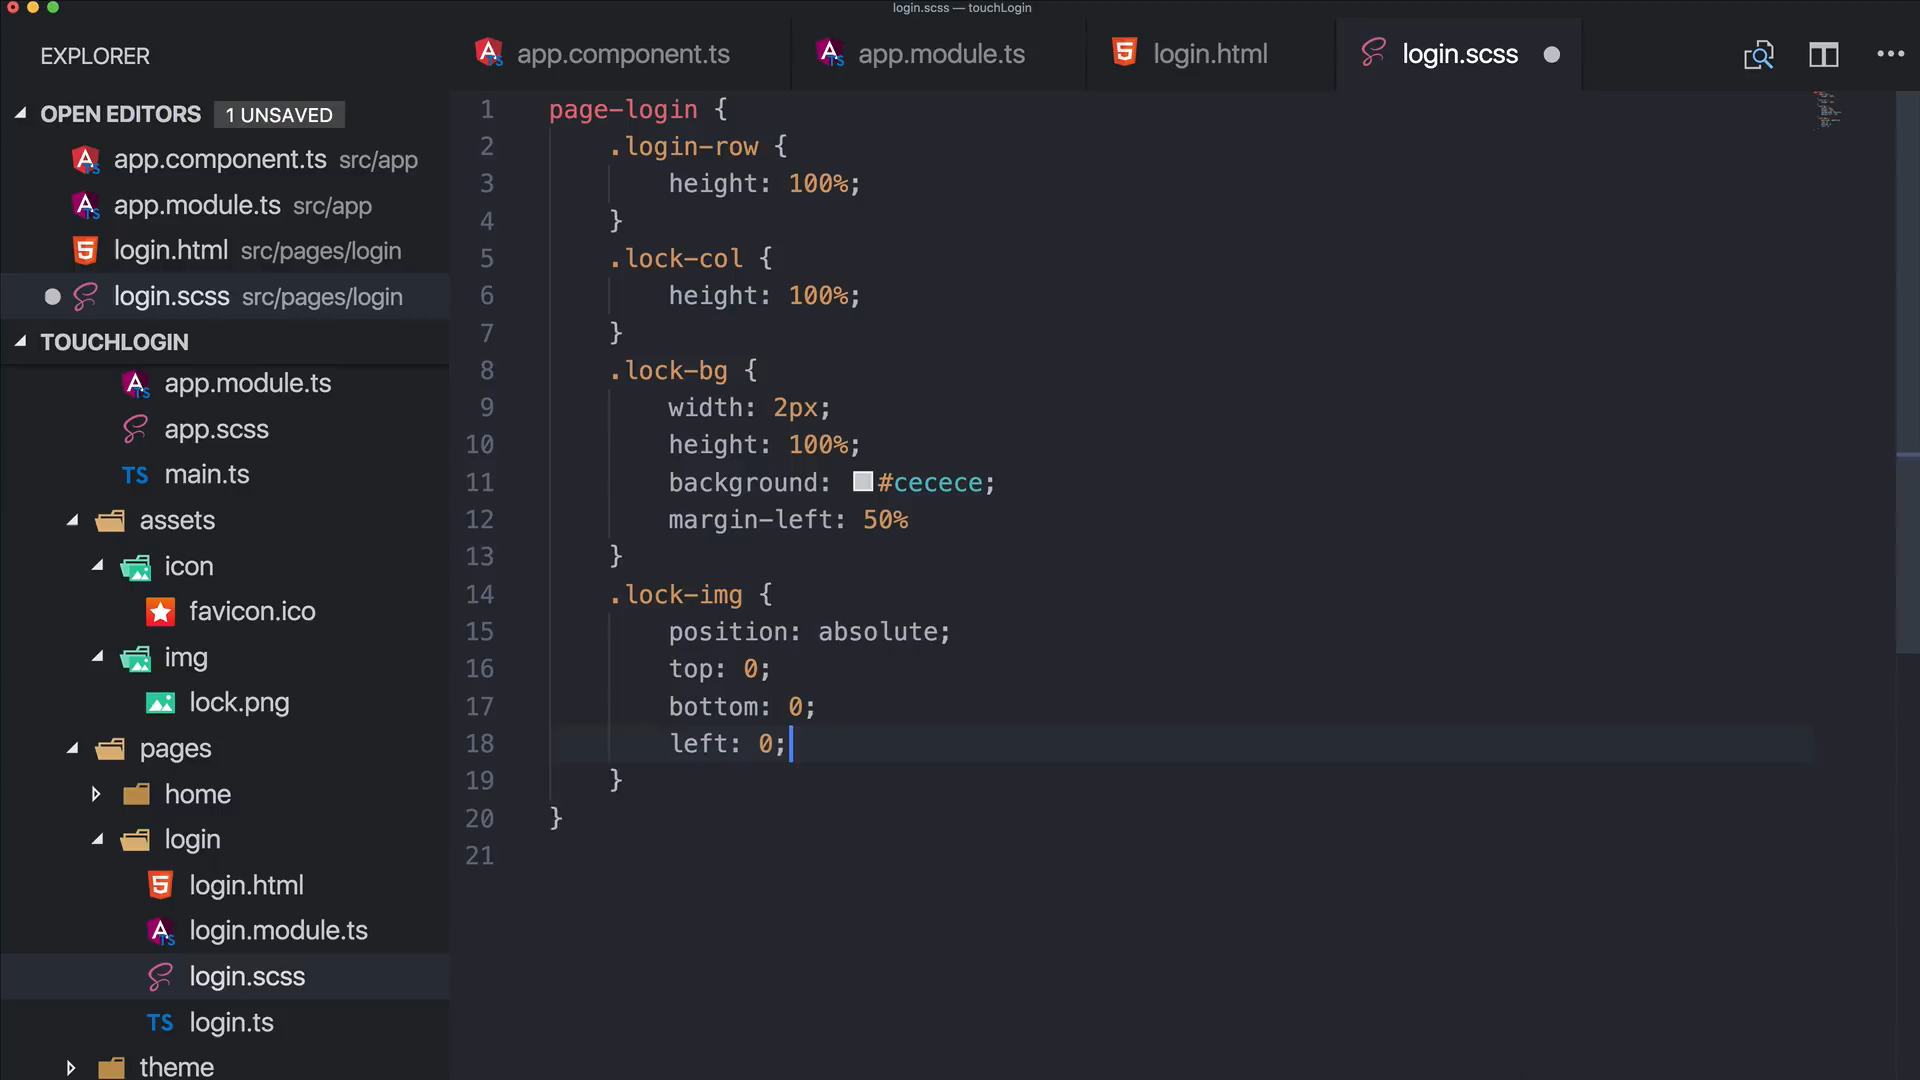 login.scss — touchLogin
EXPLORER
OPEN EDITORS 1 UNSAVED
app.component.ts src/app
app.module.ts src/app
login.html src/pages/login
login.scss src/pages/login
TOUCHLOGIN
app.module.ts
app.scss
TS main.ts
assets
icon
favicon.ico
img
lock.png
pages
home
login
login.html
login.module.ts
login.scss
TS login.ts
theme
app.component.ts app.module.ts login.html login.scss
1 page-login {
2 .login-row {
3 height: 100%;
4 }
5 .lock-col {
6 height: 100%;
7 }
8 .lock-bg {
9 width: 2px;
10 height: 100%;
11 background: #cecece;
12 margin-left: 50%
13 }
14 .lock-img {
15 position: absolute;
16 top: 0;
17 bottom: 0;
18 left: 0;
19 }
20 }
21